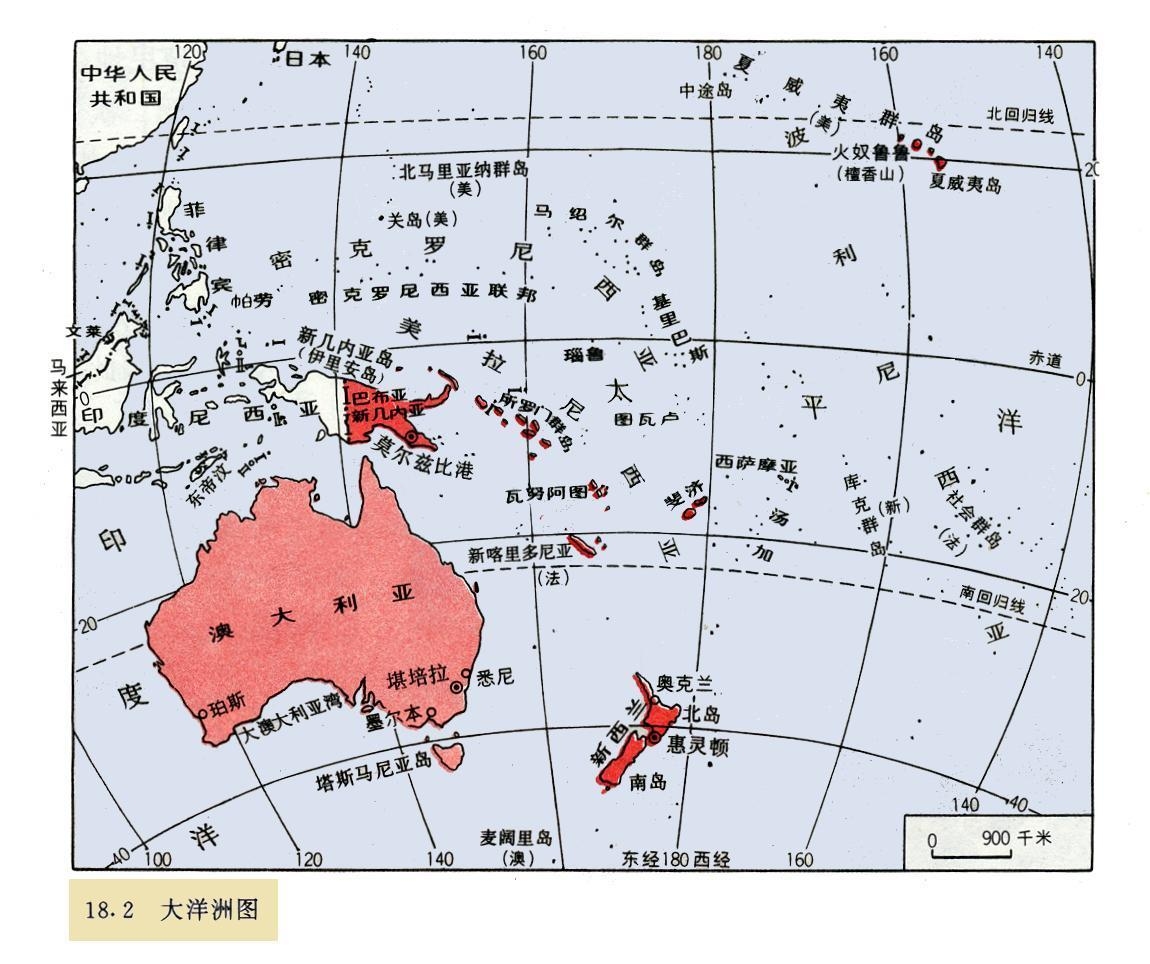 120
日本
140
160
180
160
140
中华人民
共和国
中途岛
夏威夷群岛
(美)
北回归线
火奴鲁鲁
(檀香山)
夏威夷岛
20
北马里亚纳群岛
(美)
关岛(美)
马绍尔群岛
菲律宾
密克罗尼西亚
波利尼西亚
帕劳
密克罗尼西亚联邦
基里巴斯
文莱
马来西亚
美拉尼西亚
新几内亚岛
(伊里安岛)
瑙鲁
赤道
0
0
印度尼西亚
巴布亚
新几内亚
所罗门群岛
太平洋
图瓦卢
莫尔兹比港
东帝汶
西萨摩亚
瓦努阿图
斐济
汤加
库克群岛
(新)
社会群岛
(法)
印度洋
新喀里多尼亚
(法)
南回归线
20
20
澳大利亚
堪培拉
悉尼
珀斯
大澳大利亚湾
墨尔本
奥克兰
北岛
新西兰
惠灵顿
南岛
塔斯马尼亚岛
麦阔里岛
(澳)
40
100
120
140
东经180西经
160
140
40
0 900千米
18.2 大洋洲图